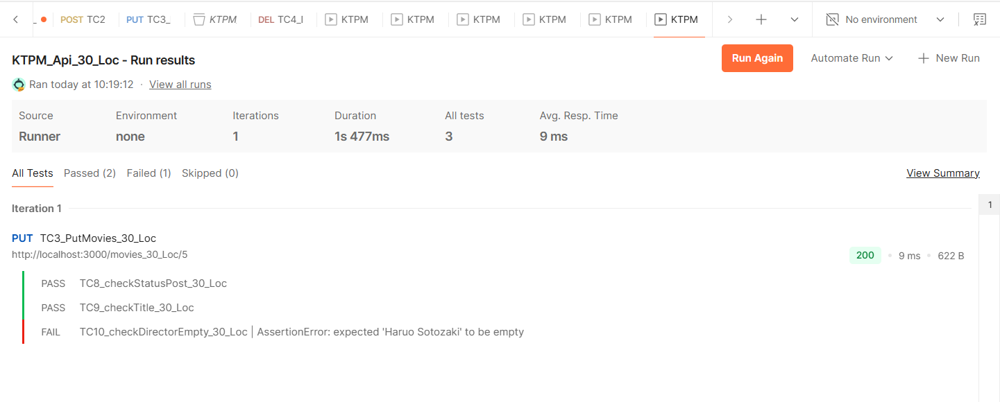 _ POST TC2 PUT TC3_ KTPM DEL TC4_I KTPM KTPM KTPM KTPM KTPM KTPM No environment
KTPM_Api_30_Loc - Run results
Run Again Automate Run New Run
Ran today at 10:19:12 · View all runs
Source Environment Iterations Duration All tests Avg. Resp. Time
Runner none 1 1s 477ms 3 9 ms
All Tests Passed (2) Failed (1) Skipped (0) View Summary
Iteration 1
1
PUT TC3_PutMovies_30_Loc
http://localhost:3000/movies_30_Loc/5
200 • 9 ms • 622 B
PASS TC8_checkStatusPost_30_Loc
PASS TC9_checkTitle_30_Loc
FAIL TC10_checkDirectorEmpty_30_Loc | AssertionError: expected 'Haruo Sotozaki' to be empty